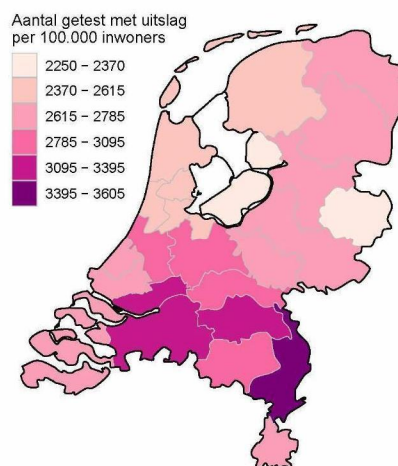 Aantal getest met uitslag
per 100.000 inwoners
2250 – 2370
2370 – 2615
2615 – 2785
2785 – 3095
3095 – 3395
3395 – 3605